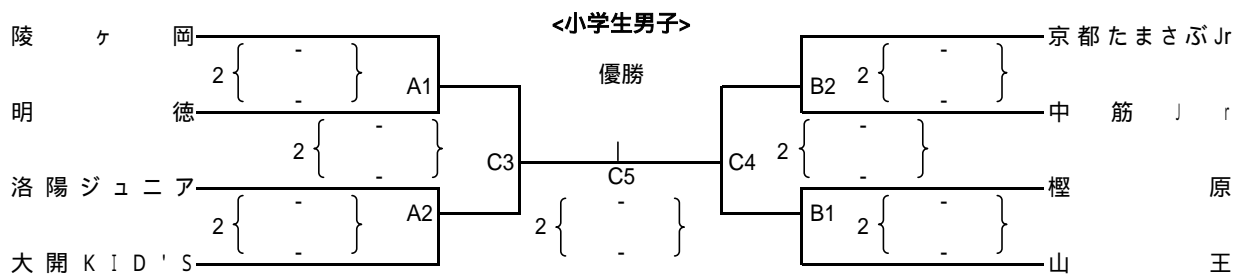 <小学生男子>
陵ヶ岡 - 京都たまさぶJr
2 { } A1 優勝 B2 2 { }
- -
明徳 中筋Jr
- -
2 { } C3 C4 2 { }
- C5 -
洛陽ジュニア - - - 樫原
2 { } A2 2 { } B1 2 { }
- - -
大開KID'S 山王